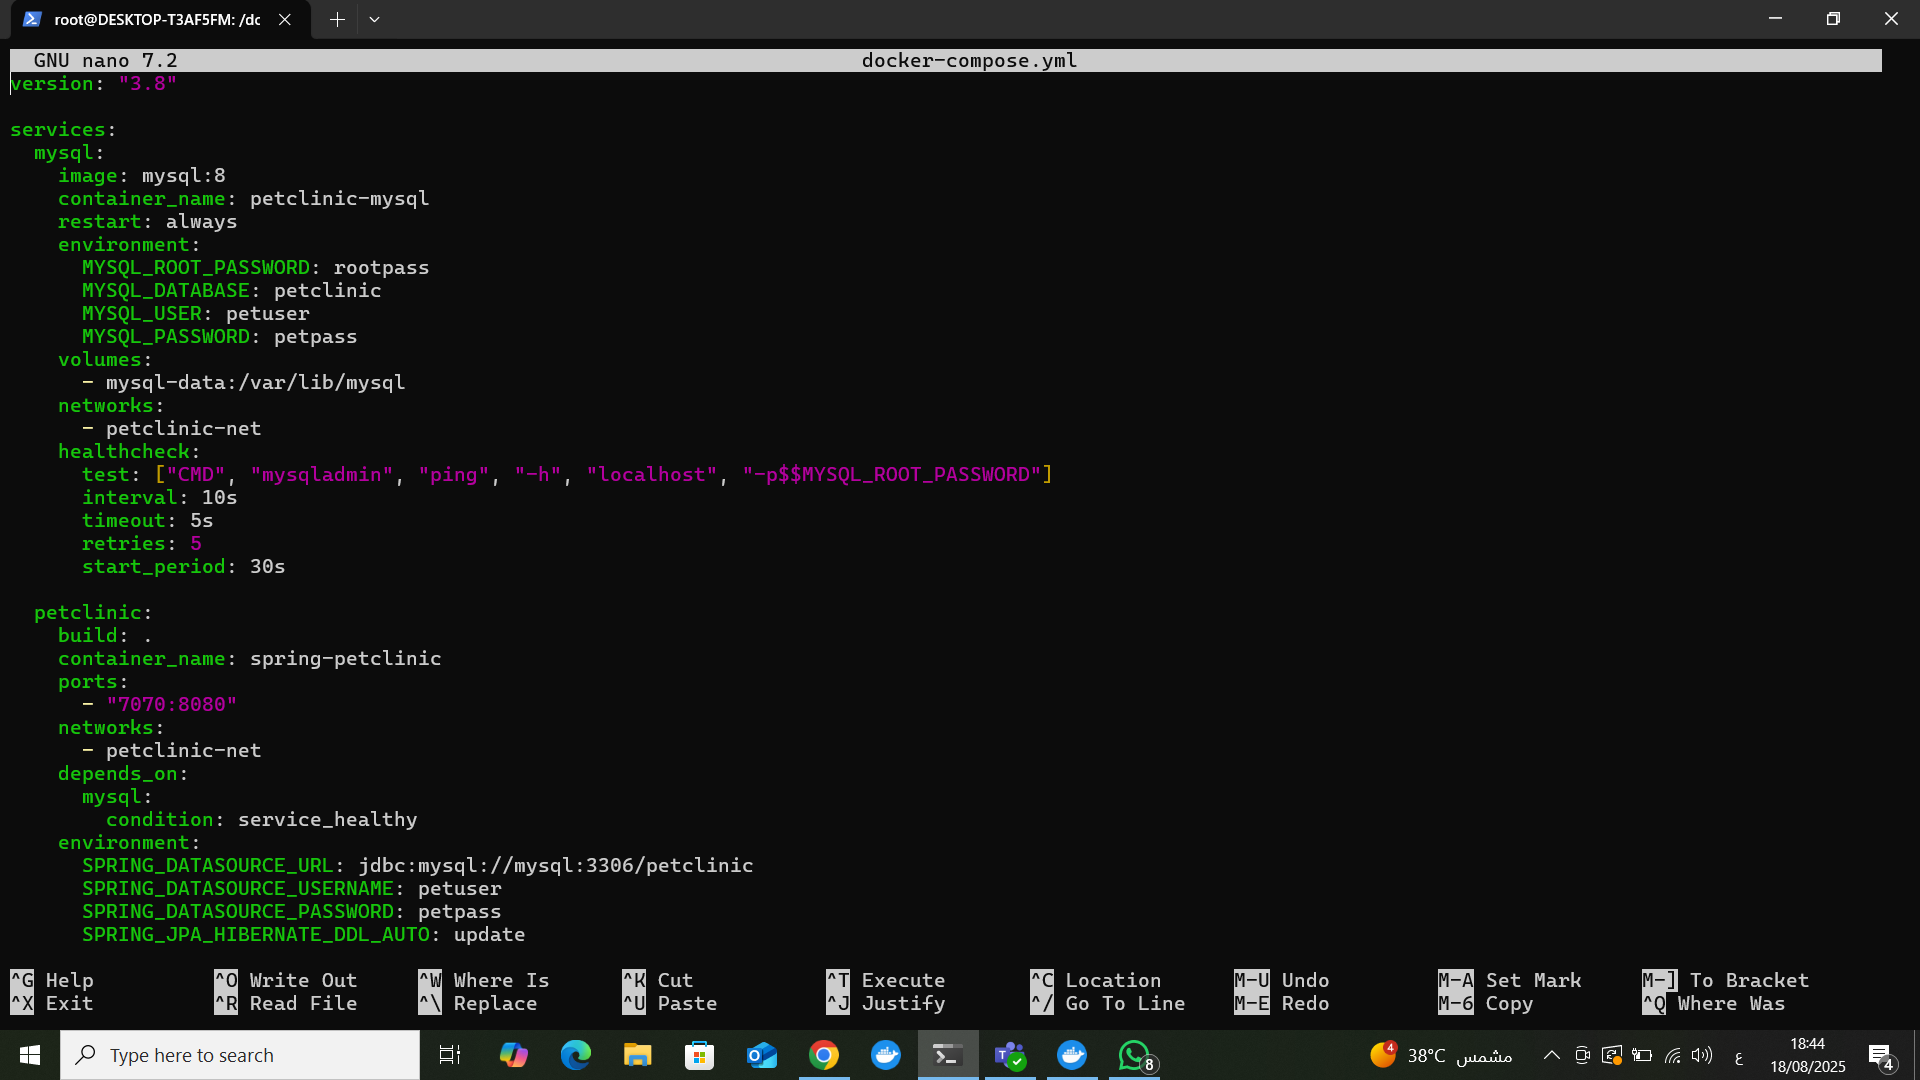 root@DESKTOP-T3AF5FM: /dc
GNU nano 7.2 docker-compose.yml
version: "3.8"
services:
  mysql:
    image: mysql:8
    container_name: petclinic-mysql
    restart: always
    environment:
      MYSQL_ROOT_PASSWORD: rootpass
      MYSQL_DATABASE: petclinic
      MYSQL_USER: petuser
      MYSQL_PASSWORD: petpass
    volumes:
      - mysql-data:/var/lib/mysql
    networks:
      - petclinic-net
    healthcheck:
      test: ["CMD", "mysqladmin", "ping", "-h", "localhost", "-p$$MYSQL_ROOT_PASSWORD"]
      interval: 10s
      timeout: 5s
      retries: 5
      start_period: 30s
  petclinic:
    build: .
    container_name: spring-petclinic
    ports:
      - "7070:8080"
    networks:
      - petclinic-net
    depends_on:
      mysql:
        condition: service_healthy
    environment:
      SPRING_DATASOURCE_URL: jdbc:mysql://mysql:3306/petclinic
      SPRING_DATASOURCE_USERNAME: petuser
      SPRING_DATASOURCE_PASSWORD: petpass
      SPRING_JPA_HIBERNATE_DDL_AUTO: update
^G Help ^O Write Out ^W Where Is ^K Cut ^T Execute ^C Location M-U Undo M-A Set Mark M-] To Bracket
^X Exit ^R Read File ^\ Replace ^U Paste ^J Justify ^/ Go To Line M-E Redo M-6 Copy ^Q Where Was
Type here to search 8 4 38°C مشمس ع 18:44 4
18/08/2025